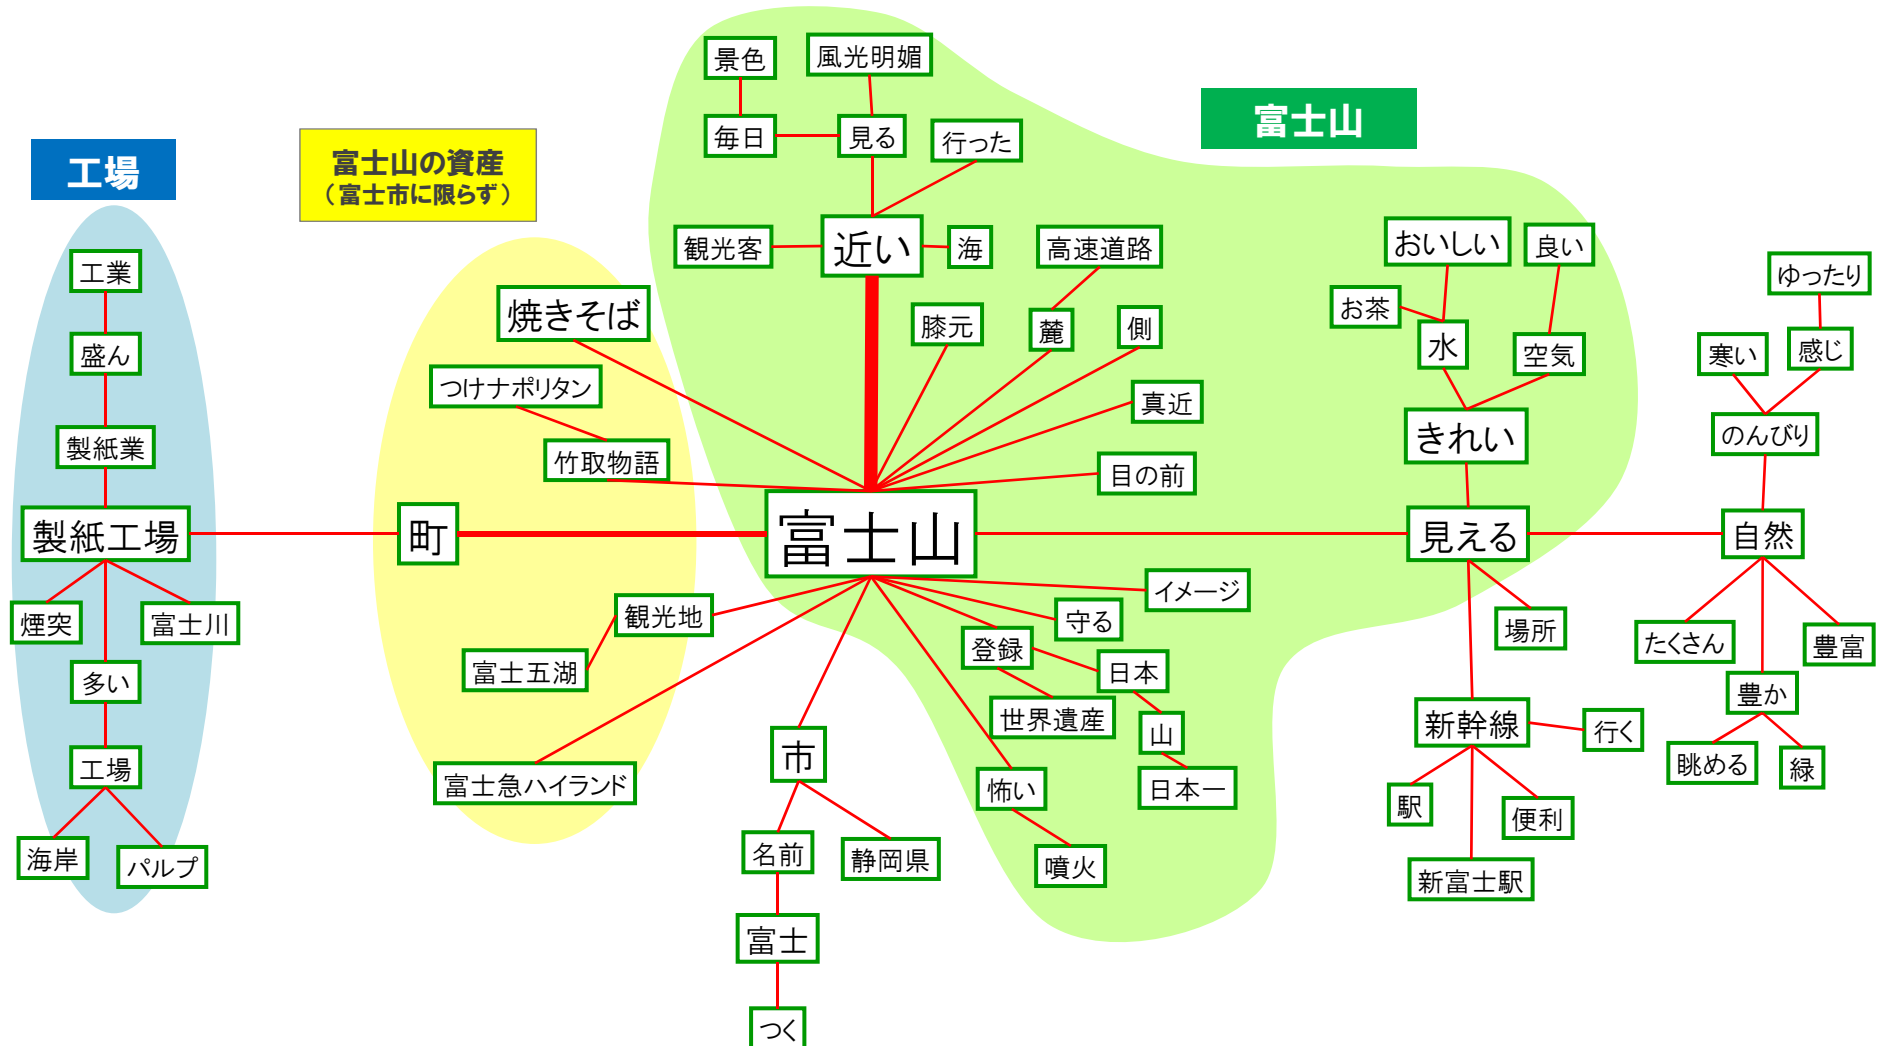 景色
風光明媚
富士山
毎日
見る
行った
工場
富士山の資産
（富士市に限らず）
近い
観光客
海
高速道路
おいしい
良い
工業
ゆったり
焼きそば
膝元
麓
側
お茶
水
空気
盛ん
寒い
感じ
つけナポリタン
真近
きれい
のんびり
製紙業
竹取物語
目の前
製紙工場
町
富士山
見える
自然
イメージ
煙突
富士川
観光地
守る
場所
登録
たくさん
豊富
富士五湖
日本
多い
豊か
世界遺産
山
新幹線
行く
市
工場
富士急ハイランド
怖い
日本一
眺める
緑
駅
便利
海岸
パルプ
名前
静岡県
噴火
新富士駅
富士
つく